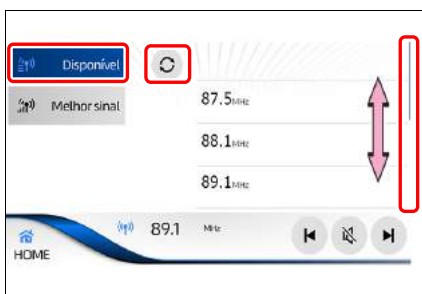 Disponível
Melhor sinal
87.5MHz
88.1MHz
89.1MHz
89.1 MHz
HOME